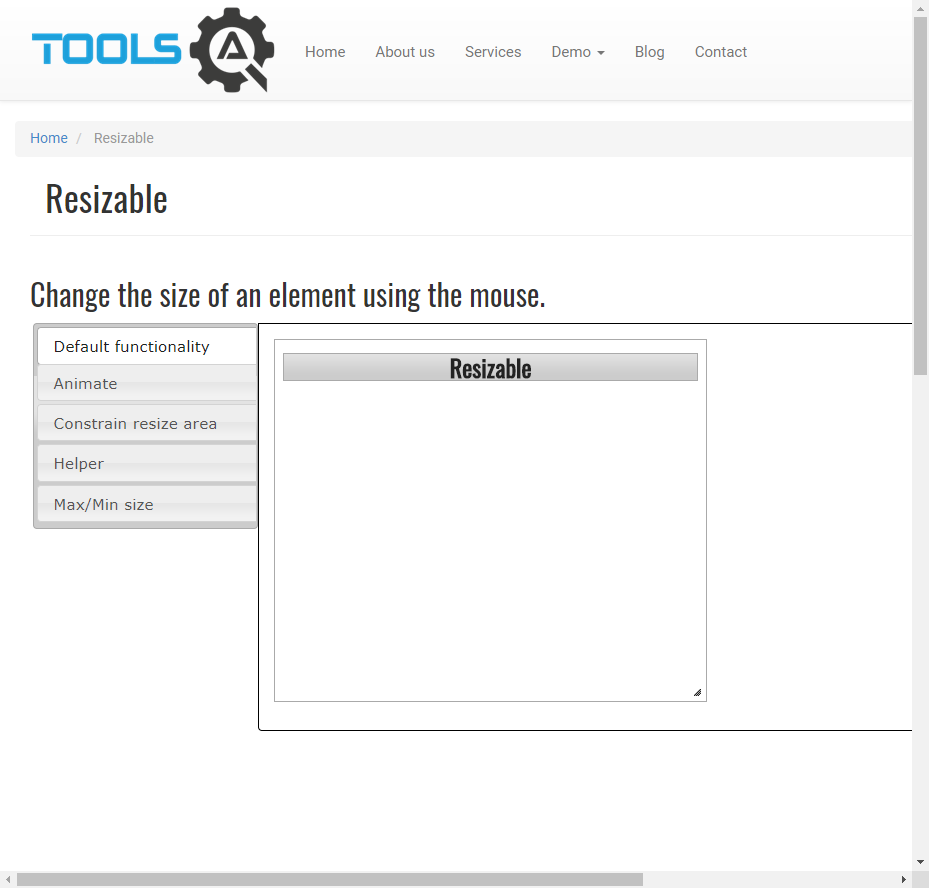 TOOLS QA
Home About us Services Demo Blog Contact
Home / Resizable
Resizable
Change the size of an element using the mouse.
Default functionality
Animate
Constrain resize area
Helper
Max/Min size
Resizable